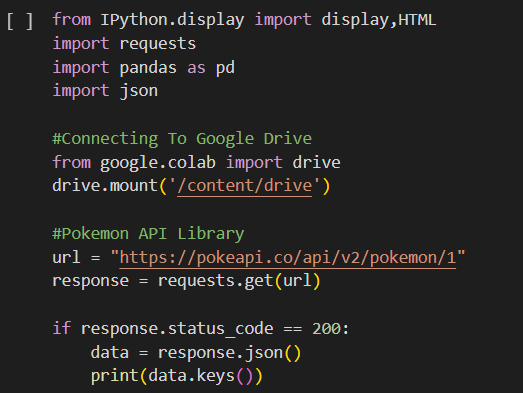 [ ] from IPython.display import display,HTML
import requests
import pandas as pd
import json
#Connecting To Google Drive
from google.colab import drive
drive.mount('/content/drive')
#Pokemon API Library
url = "https://pokeapi.co/api/v2/pokemon/1"
response = requests.get(url)
if response.status_code == 200:
    data = response.json()
    print(data.keys())